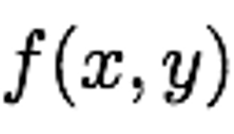 f(x, y)